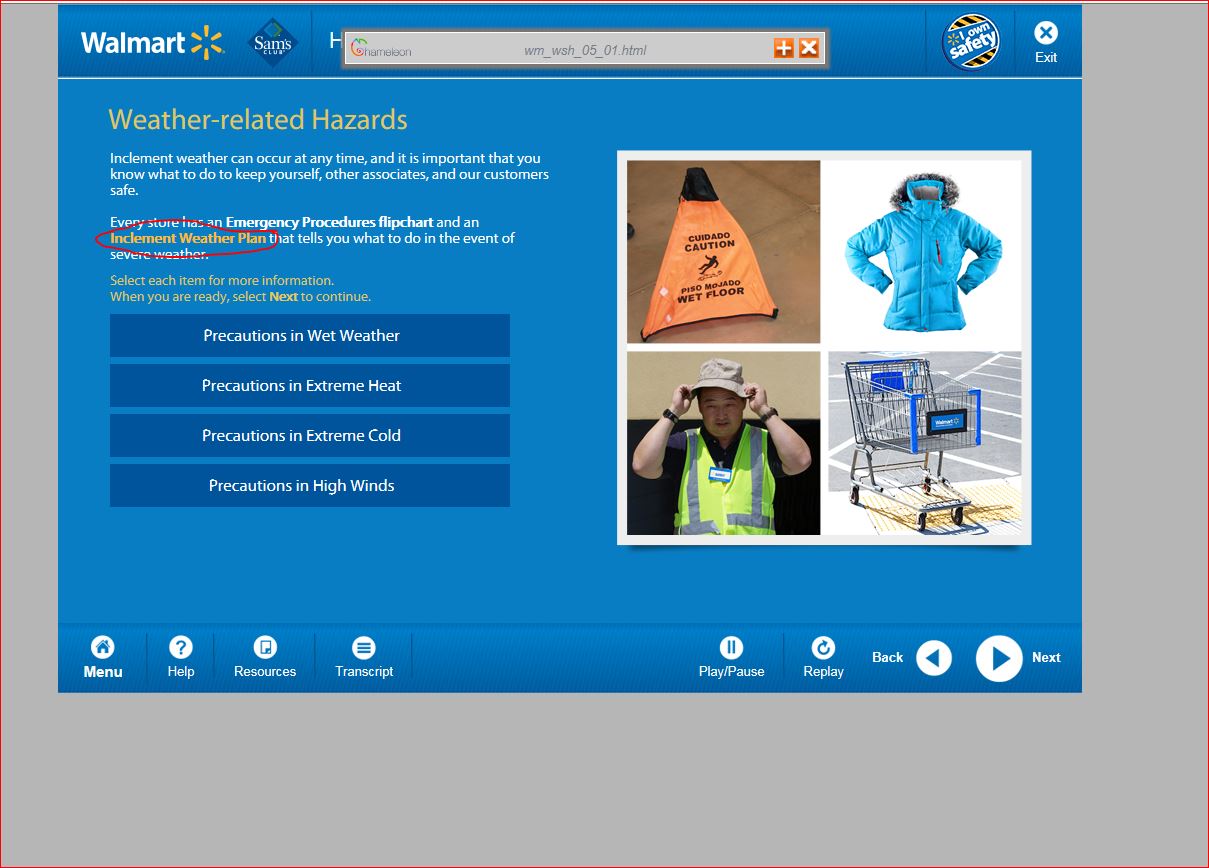 Walmart
Sam's
CLUB
H
hameleon
wm_wsh_05_01.html
I own
safety
Exit
Weather-related Hazards
Inclement weather can occur at any time, and it is important that you
know what to do to keep yourself, other associates, and our customers
safe.
Every store has an Emergency Procedures flipchart and an
Inclement Weather Plan that tells you what to do in the event of
severe weather.
Select each item for more information.
When you are ready, select Next to continue.
Precautions in Wet Weather
Precautions in Extreme Heat
Precautions in Extreme Cold
Precautions in High Winds
CUIDADO
CAUTION
PISO MOJADO
WET FLOOR
Walmart
Menu
Help
Resources
Transcript
Play/Pause
Replay
Back
Next